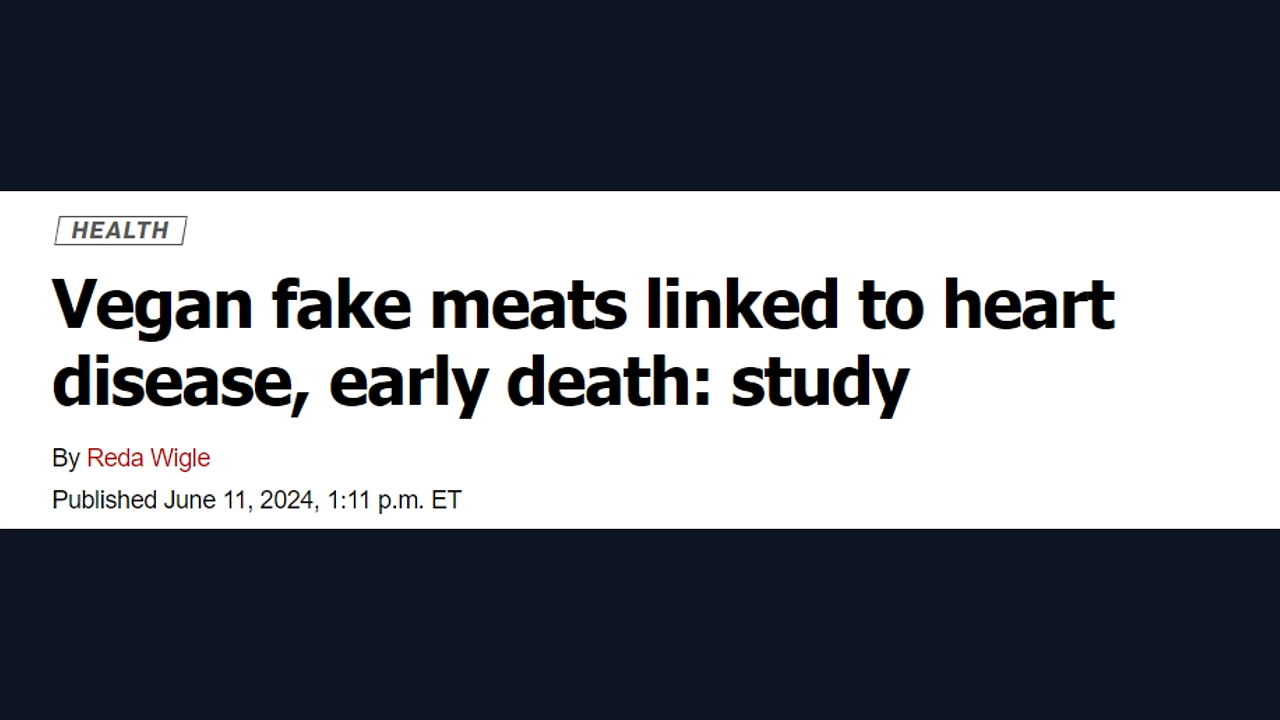 HEALTH
Vegan fake meats linked to heart
disease, early death: study
By Reda Wigle
Published June 11, 2024, 1:11 p.m. ET